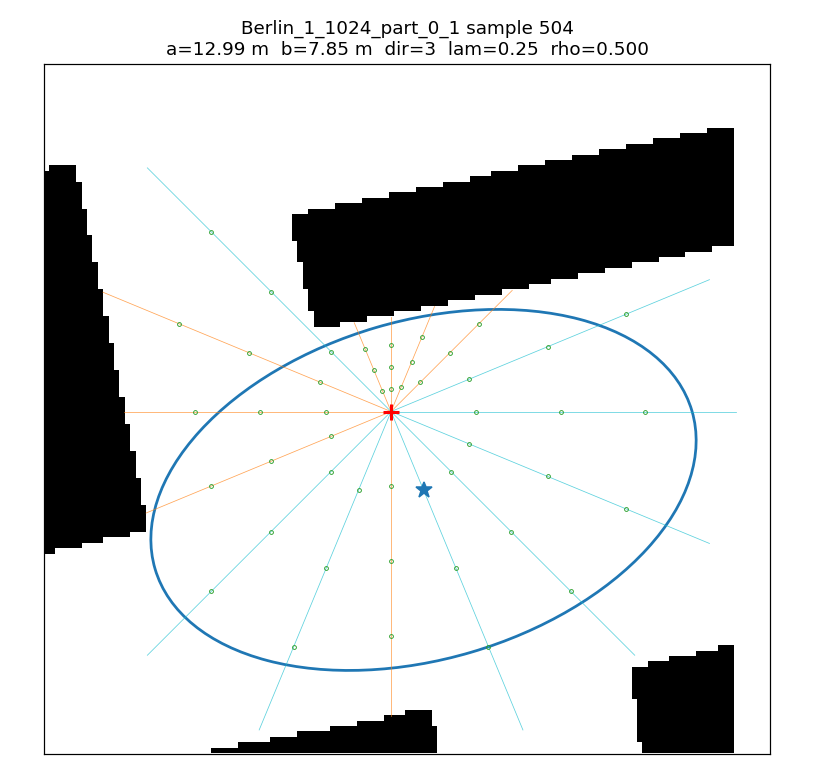 Berlin_1_1024_part_0_1 sample 504
a=12.99 m  b=7.85 m  dir=3  lam=0.25  rho=0.500